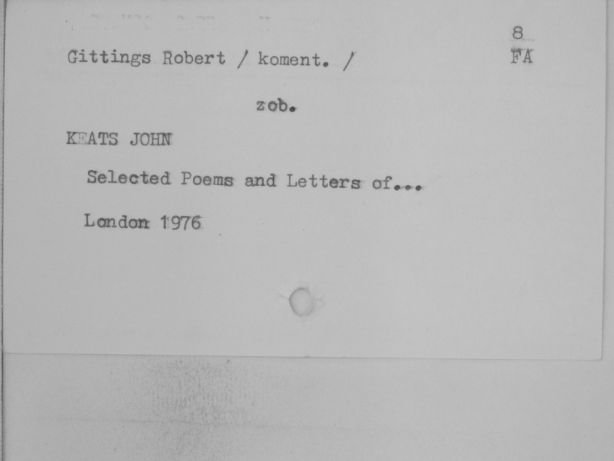 8
Gittings Robert / koment. / FA
zob.
KEATS JOHN
Selected Poems and Letters of...
London 1976